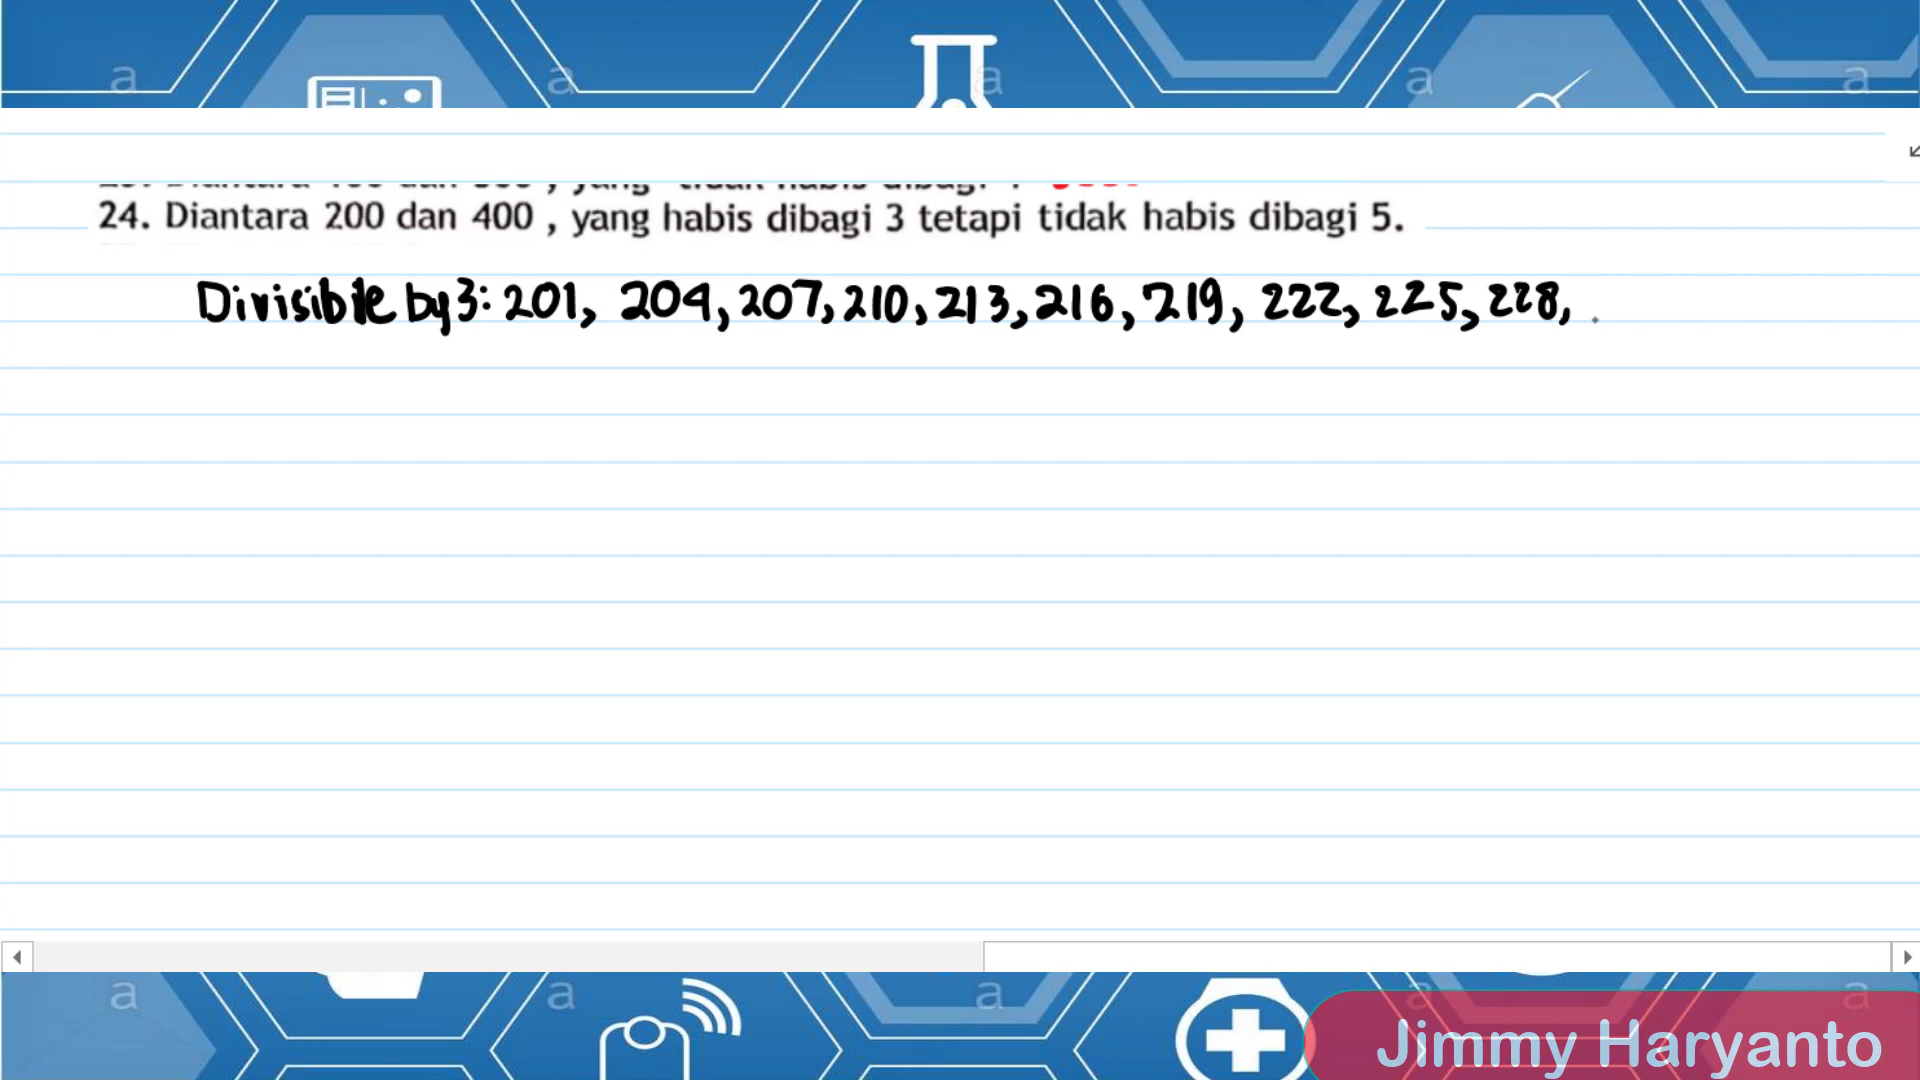 24. Diantara 200 dan 400 , yang habis dibagi 3 tetapi tidak habis dibagi 5.
Divisible by 3: 201, 204, 207, 210, 213, 216, 219, 222, 225, 228,
a a a a a
a a a a a
Jimmy Haryanto